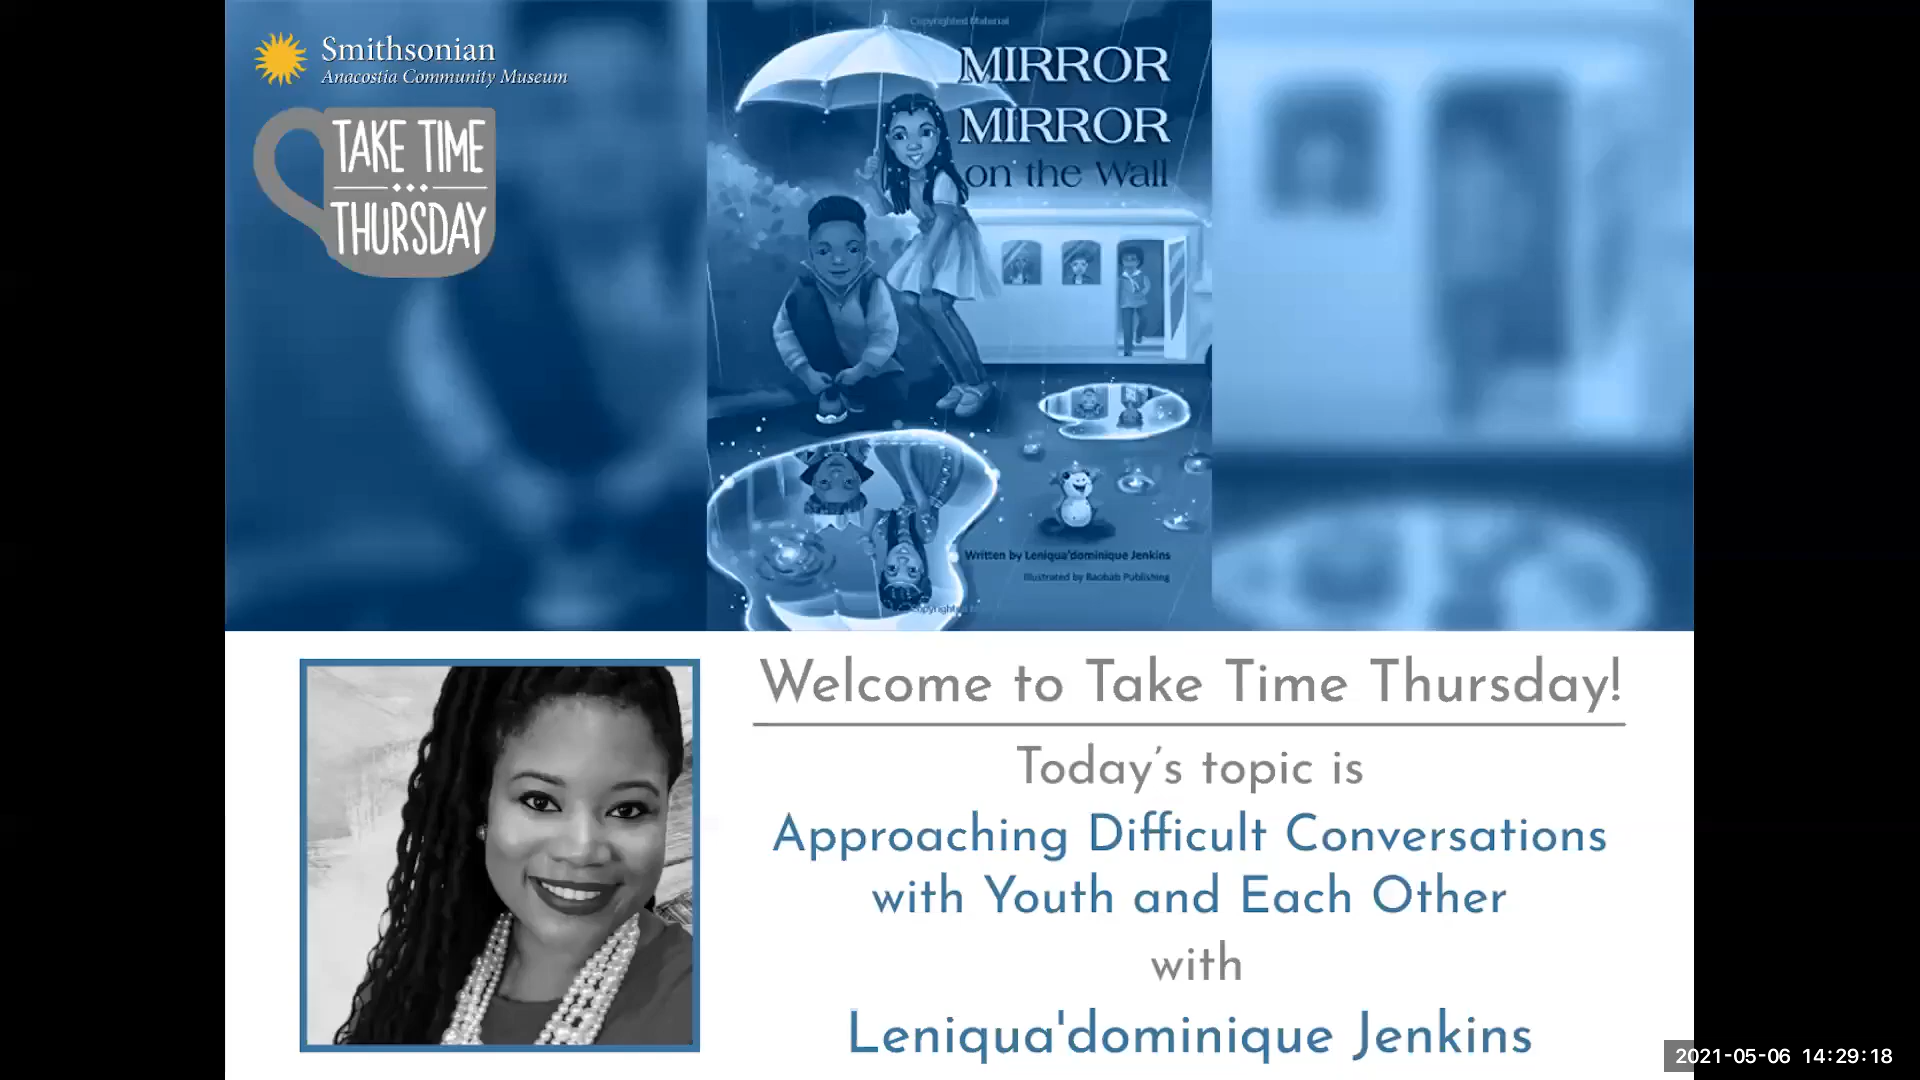 Smithsonian
Anacostia Community Museum
TAKE TIME
THURSDAY
Copyrighted Material
MIRROR
MIRROR
on the Wall
Written by Leniqua'dominique Jenkins
Illustrated by Baobab Publishing
Welcome to Take Time Thursday!
Today's topic is
Approaching Difficult Conversations
with Youth and Each Other
with
Leniqua'dominique Jenkins
2021-05-06 14:29:18